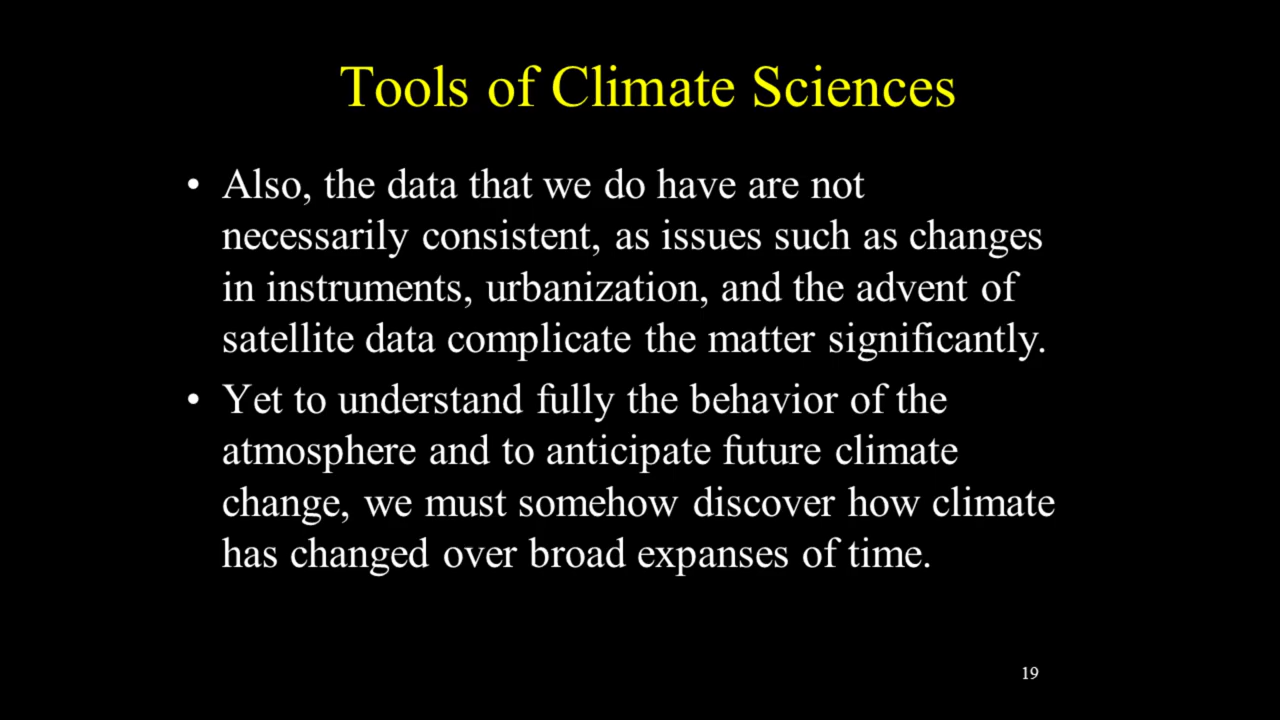 Tools of Climate Sciences
• Also, the data that we do have are not
necessarily consistent, as issues such as changes
in instruments, urbanization, and the advent of
satellite data complicate the matter significantly.
• Yet to understand fully the behavior of the
atmosphere and to anticipate future climate
change, we must somehow discover how climate
has changed over broad expanses of time.
19